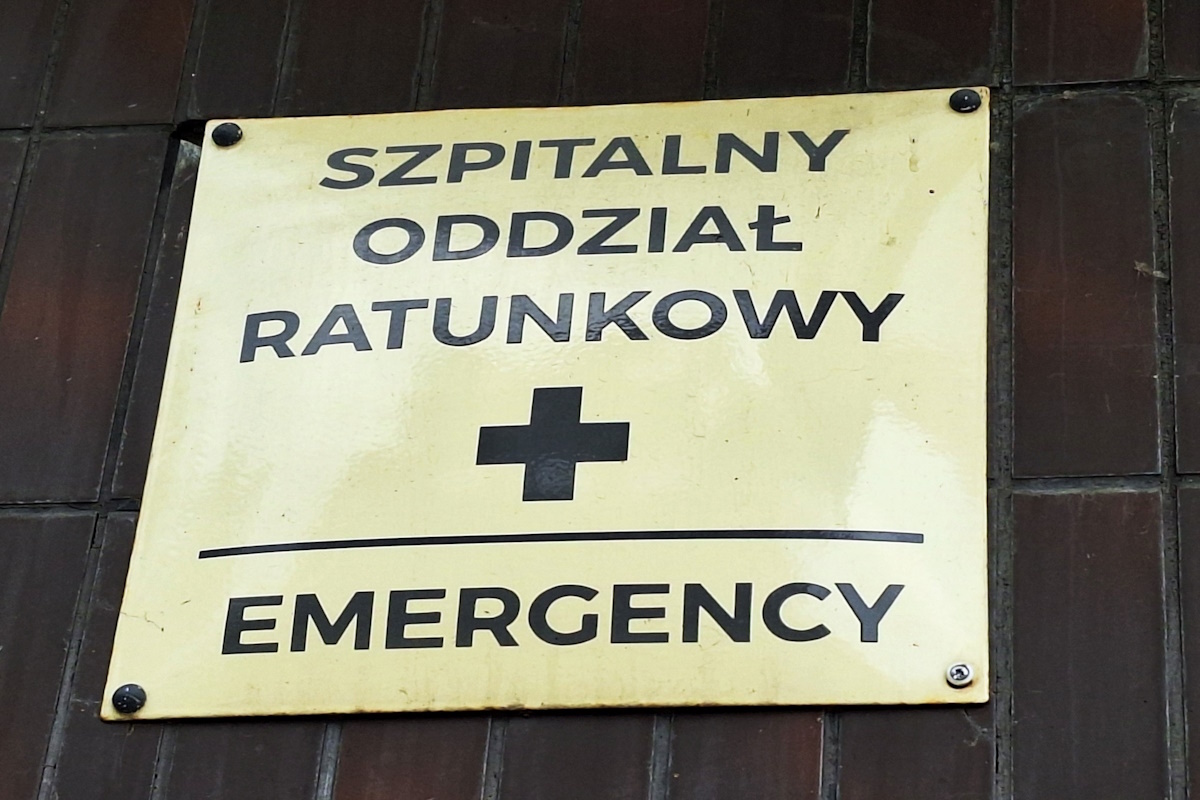 SZPITALNY
ODDZIAŁ
RATUNKOWY
EMERGENCY